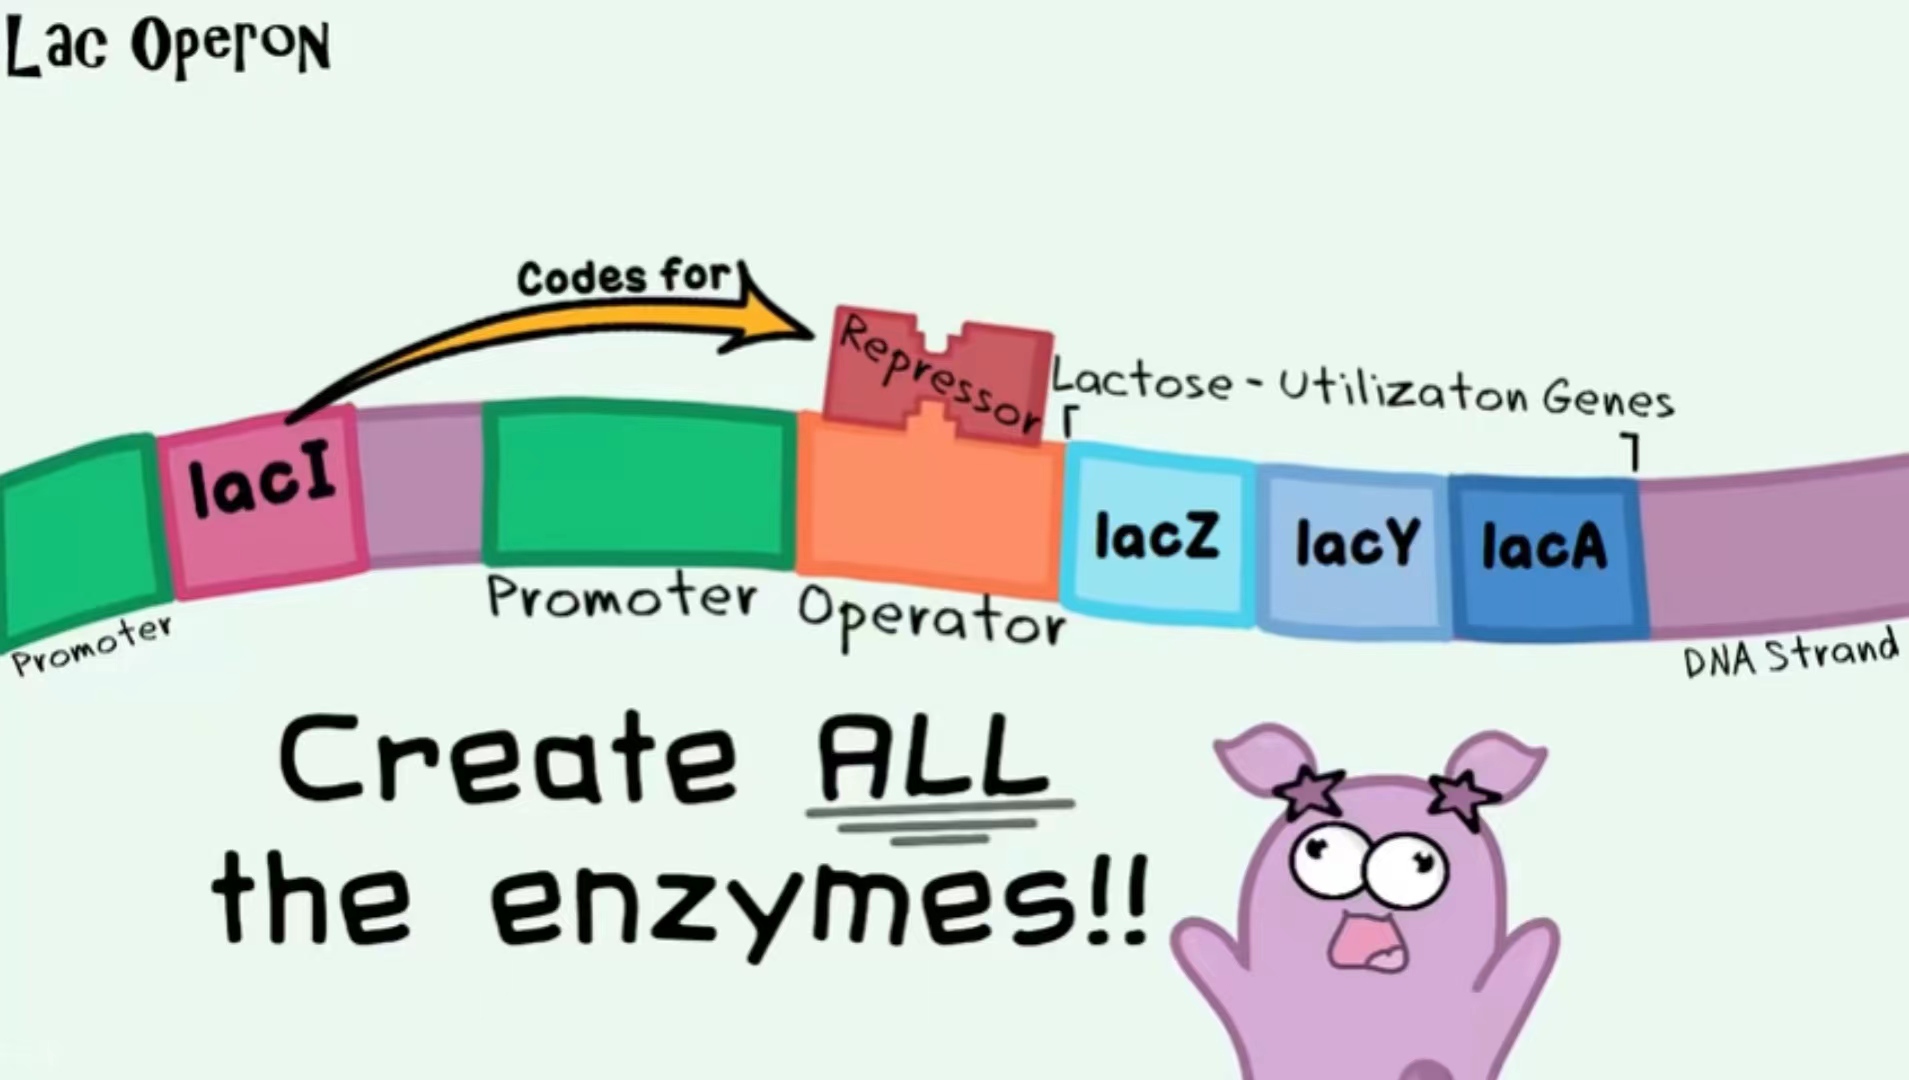 Lac Operon
Codes for
Repressor
Lactose - Utilizaton Genes
lacI
lacZ
lacY
lacA
Promoter
Promoter
Operator
DNA Strand
Create ALL
the enzymes!!